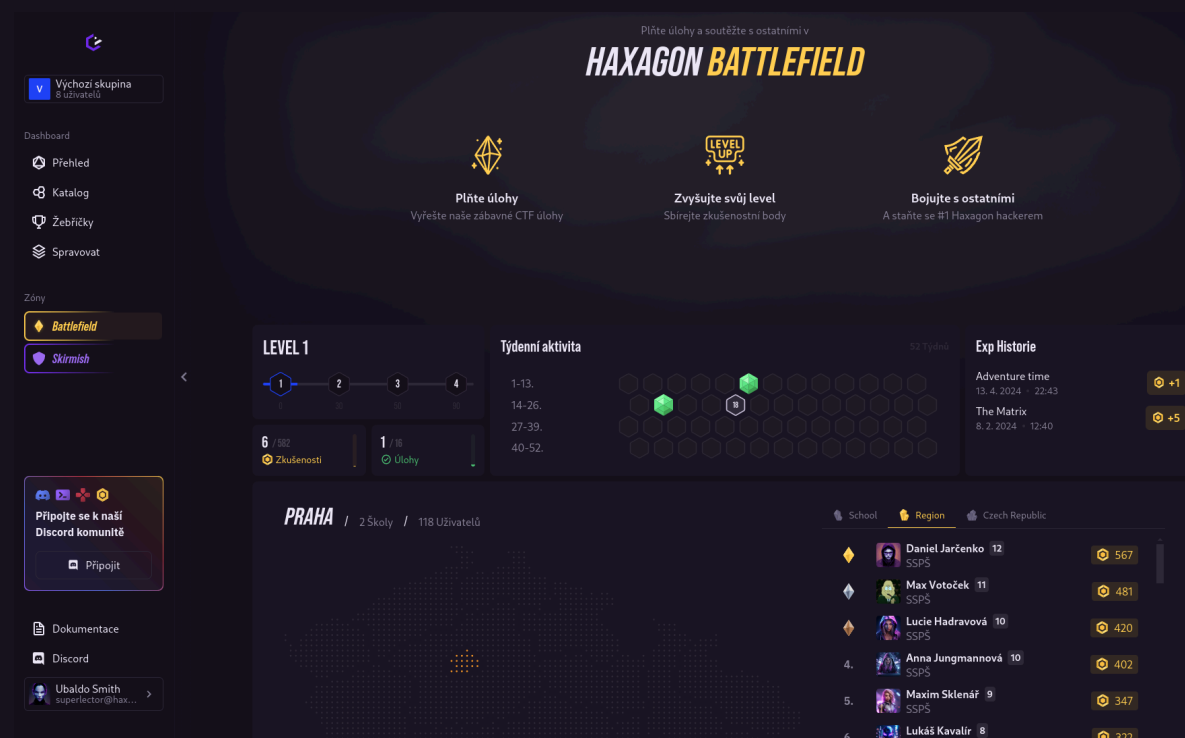 V
Výchozí skupina
8 uživatelů
Dashboard
Přehled
Katalog
Žebříčky
Spravovat
Zóny
Battlefield
Skirmish
Připojte se k naší
Discord komunitě
Připojit
Dokumentace
Discord
Ubaldo Smith
superlector@hax...
Plňte úlohy a soutěžte s ostatními v
HAXAGON BATTLEFIELD
LEVEL UP
Plňte úlohy
Vyřešte naše zábavné CTF úlohy
Zvyšujte svůj level
Sbírejte zkušenostní body
Bojujte s ostatními
A staňte se #1 Haxagon hackerem
LEVEL 1
1 2 3 4
6 / 582
Zkušenosti
1 / 16
Úlohy
Týdenní aktivita
52 Týdnů
1-13.
14-26.
18
27-39.
40-52.
Exp Historie
Adventure time
13. 4. 2024 · 22:43
+1
The Matrix
8. 2. 2024 · 12:40
+5
PRAHA / 2 Školy / 118 Uživatelů
School Region Czech Republic
Daniel Jarčenko 12
SSPŠ
567
Max Votoček 11
SSPŠ
481
Lucie Hadravová 10
SSPŠ
420
4. Anna Jungmannová 10
SSPŠ
402
5. Maxim Sklenář 9
SSPŠ
347
6. Lukáš Kavalír 8
322